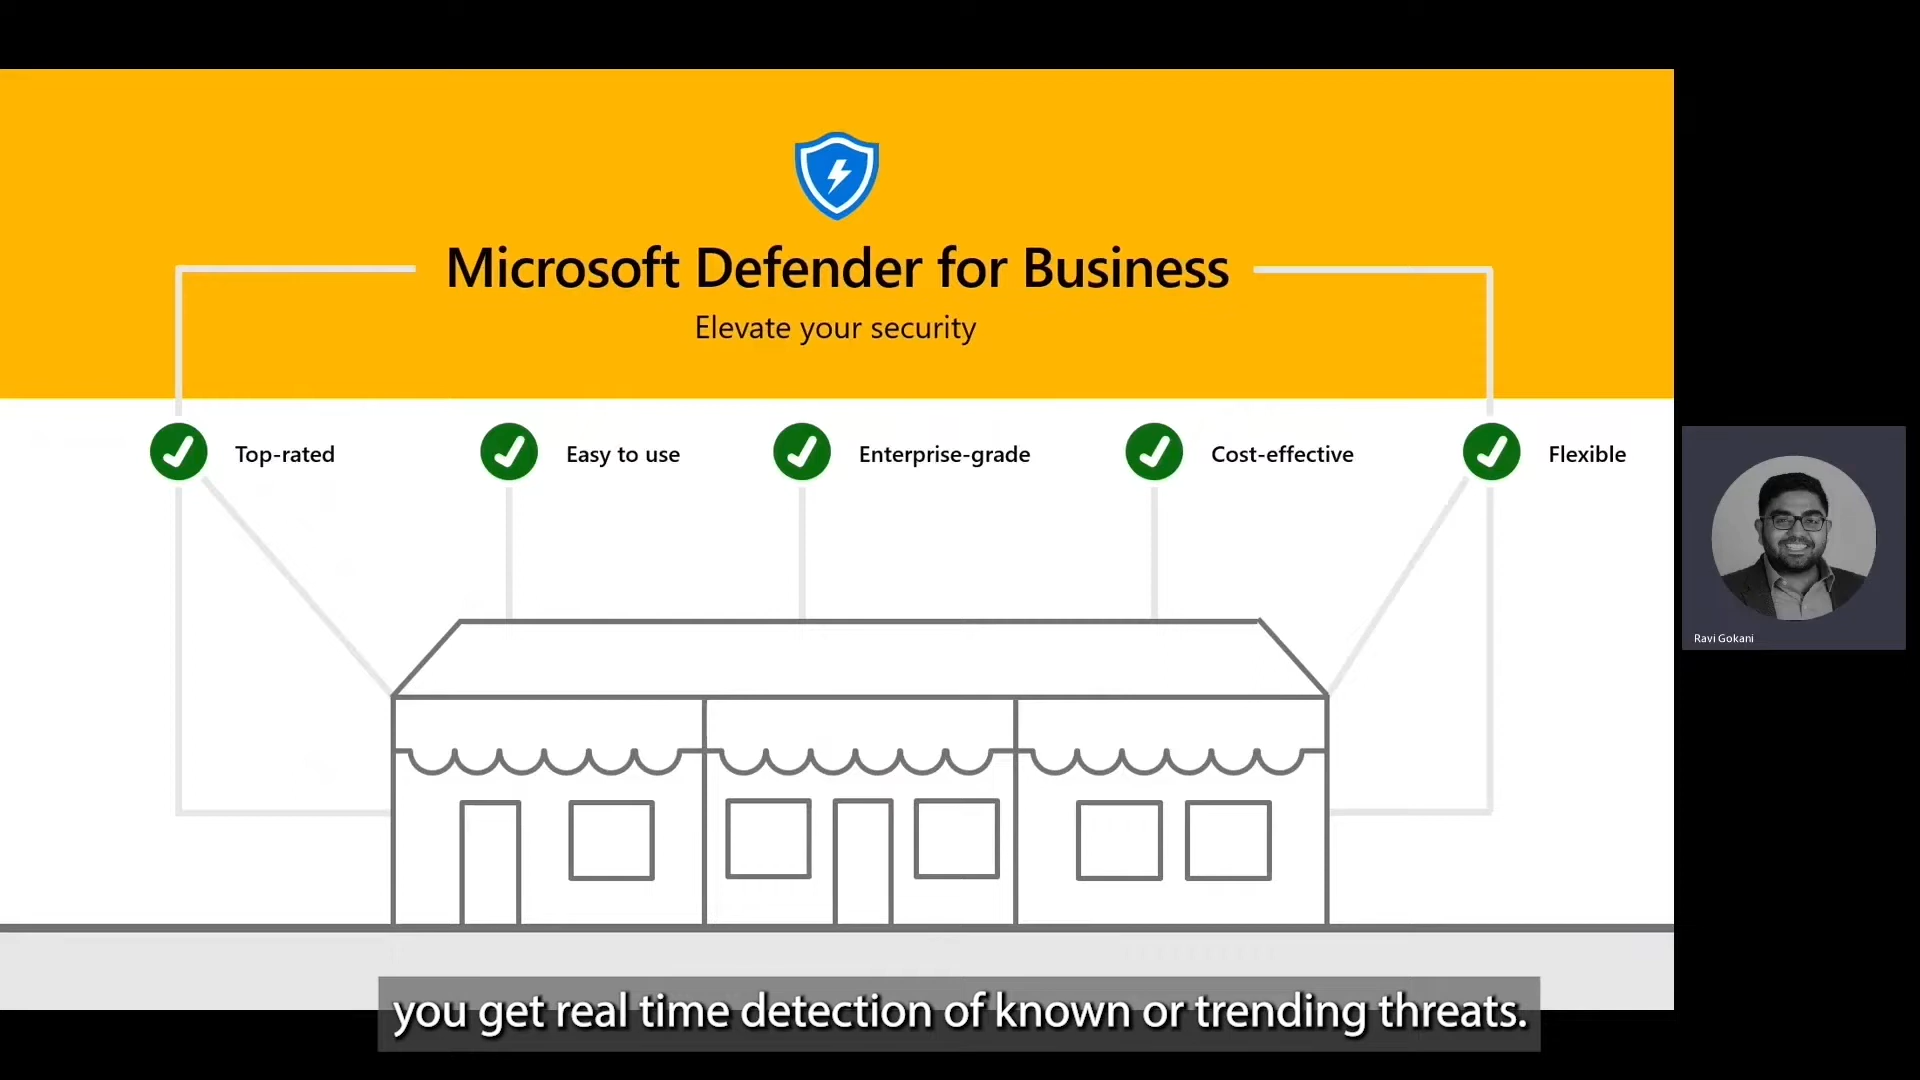 Microsoft Defender for Business
Elevate your security
Top-rated
Easy to use
Enterprise-grade
Cost-effective
Flexible
Ravi Gokani
you get real time detection of known or trending threats.